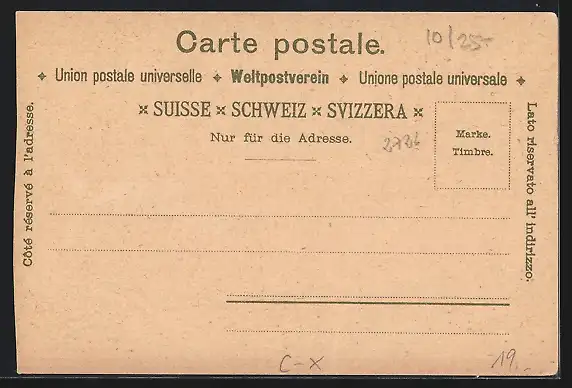 Carte postale.
10/25-
✦ Union postale universelle ✦ Weltpostverein ✦ Unione postale universale ✦
× SUISSE × SCHWEIZ × SVIZZERA ×
Nur für die Adresse.
2726
Marke.
Timbre.
Côté réservé à l'adresse.
Lato riservato all' indirizzo.
C-X
19.-